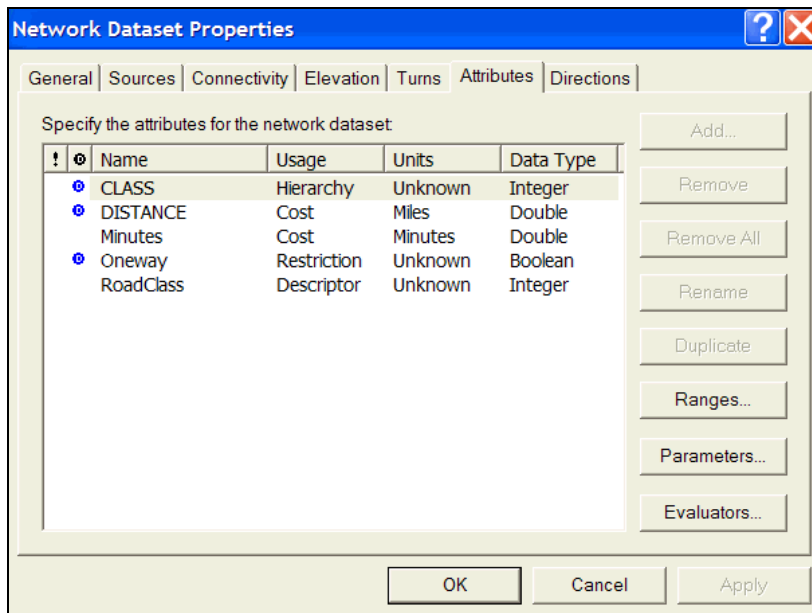 Network Dataset Properties
?
General Sources Connectivity Elevation Turns Attributes Directions
Specify the attributes for the network dataset:
! Name Usage Units Data Type
CLASS Hierarchy Unknown Integer
DISTANCE Cost Miles Double
Minutes Cost Minutes Double
Oneway Restriction Unknown Boolean
RoadClass Descriptor Unknown Integer
Add...
Remove
Remove All
Rename
Duplicate
Ranges...
Parameters...
Evaluators...
OK Cancel Apply